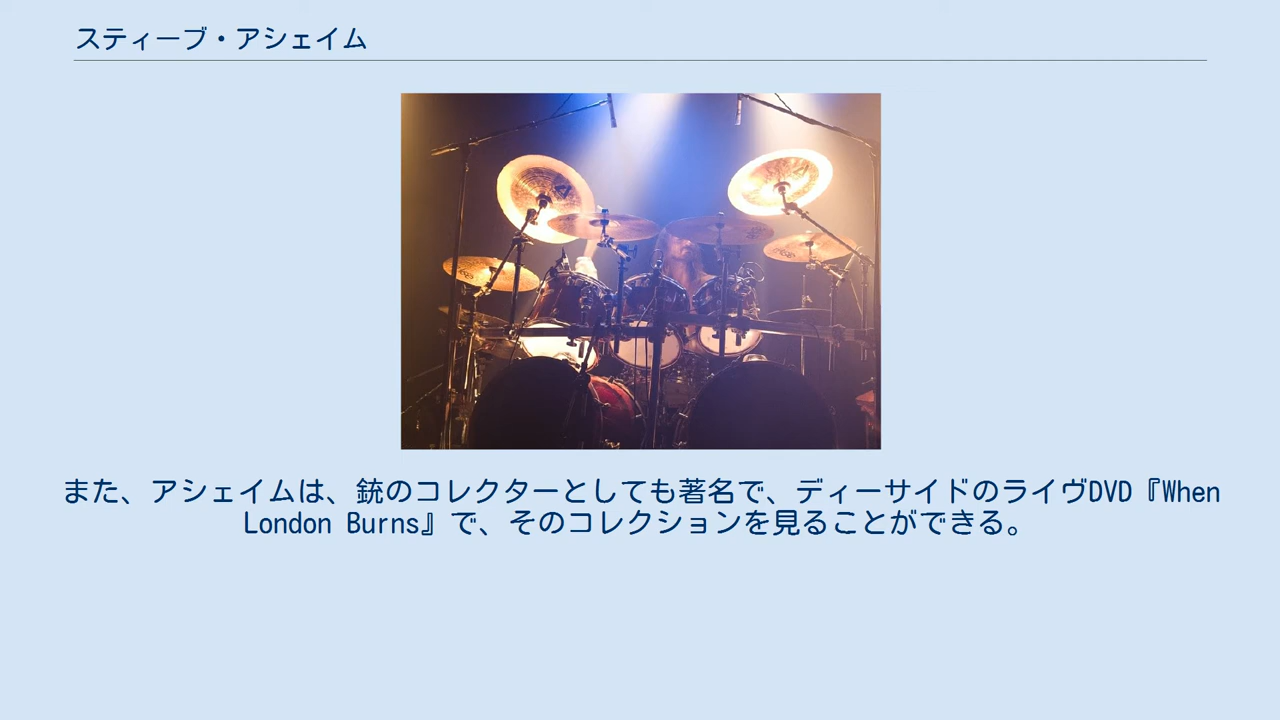 スティーブ・アシェイム
また、アシェイムは、銃のコレクターとしても著名で、ディーサイドのライヴDVD『When
London Burns』で、そのコレクションを見ることができる。